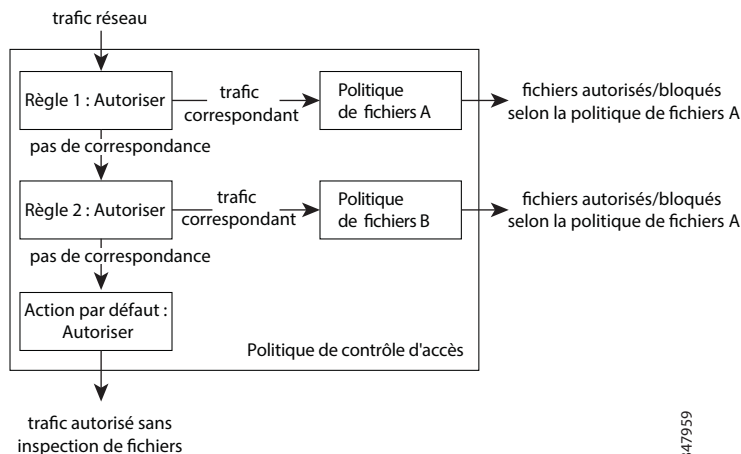 trafic réseau
Règle 1 : Autoriser
trafic
correspondant
Politique
de fichiers A
fichiers autorisés/bloqués
selon la politique de fichiers A
pas de correspondance
Règle 2 : Autoriser
trafic
correspondant
Politique
de fichiers B
fichiers autorisés/bloqués
selon la politique de fichiers A
pas de correspondance
Action par défaut :
Autoriser
Politique de contrôle d'accès
trafic autorisé sans
inspection de fichiers
347959